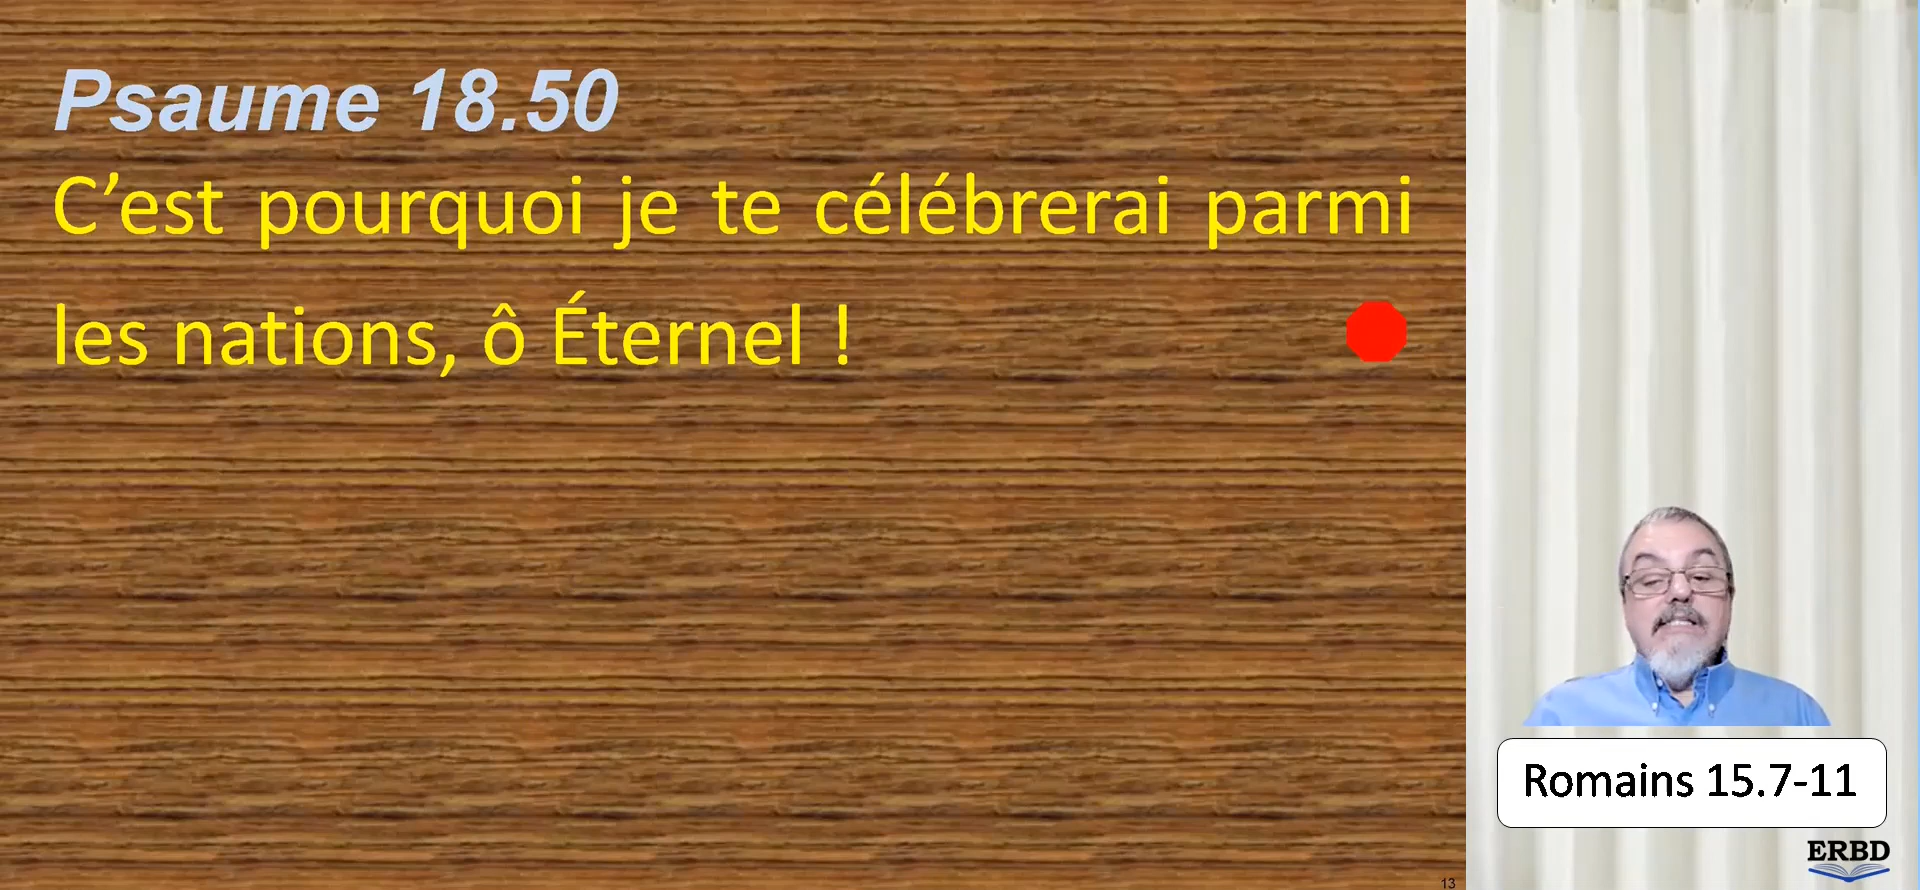 Psaume 18.50
C’est pourquoi je te célébrerai parmi
les nations, ô Éternel !
Romains 15.7-11
ERBD
13